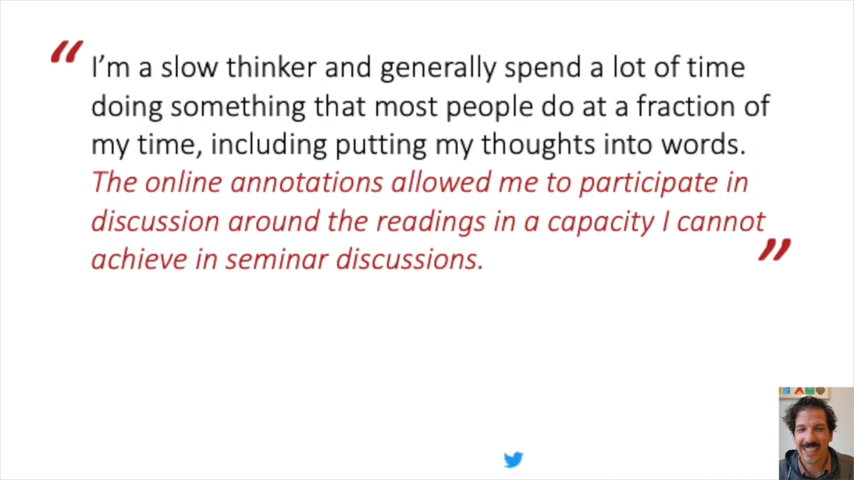 “ I’m a slow thinker and generally spend a lot of time
doing something that most people do at a fraction of
my time, including putting my thoughts into words.
The online annotations allowed me to participate in
discussion around the readings in a capacity I cannot
achieve in seminar discussions. ”